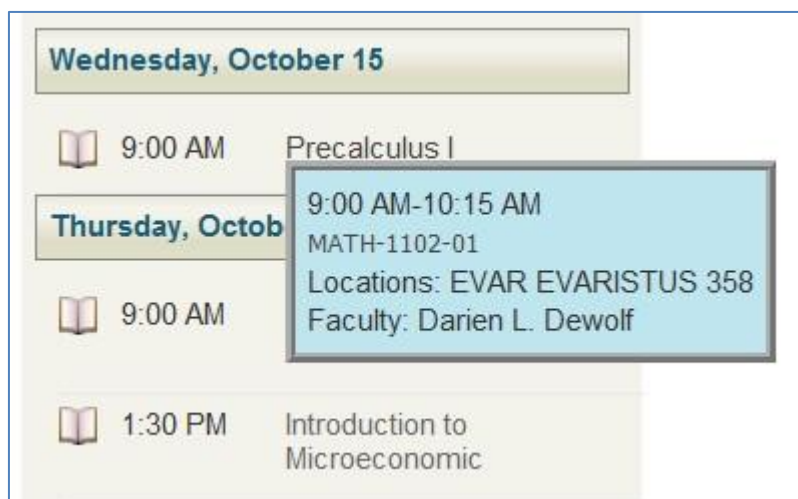 Wednesday, October 15
9:00 AM Precalculus I
9:00 AM-10:15 AM
MATH-1102-01
Locations: EVAR EVARISTUS 358
Faculty: Darien L. Dewolf
Thursday,
9:00 AM
1:30 PM Introduction to
Microeconomic